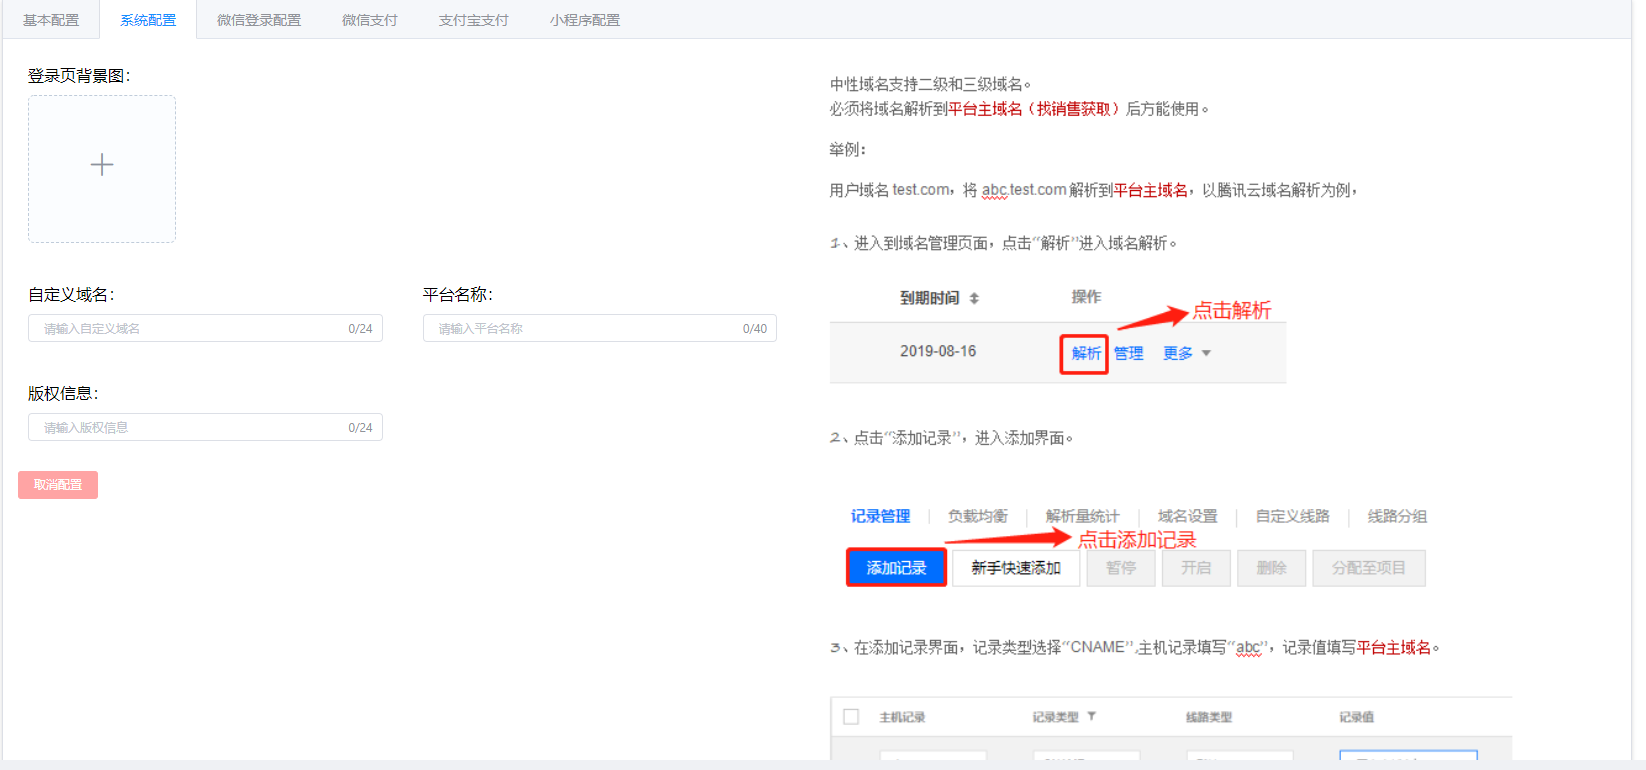 基本配置
系统配置
微信登录配置
微信支付
支付宝支付
小程序配置
登录页背景图：
自定义域名：
请输入自定义域名
0/24
平台名称：
请输入平台名称
0/40
版权信息：
请输入版权信息
0/24
取消配置
中性域名支持二级和三级域名。
必须将域名解析到平台主域名（找销售获取）后方能使用。
举例：
用户域名 test.com，将 abc.test.com 解析到平台主域名，以腾讯云域名解析为例，
1、进入到域名管理页面，点击“解析”进入域名解析。
到期时间
操作
点击解析
2019-08-16
解析
管理
更多
2、点击“添加记录”，进入添加界面。
记录管理
负载均衡
解析量统计
域名设置
自定义线路
线路分组
点击添加记录
添加记录
新手快速添加
暂停
开启
删除
分配至项目
3、在添加记录界面，记录类型选择“CNAME”,主机记录填写“abc”，记录值填写平台主域名。
主机记录
记录类型
线路类型
记录值